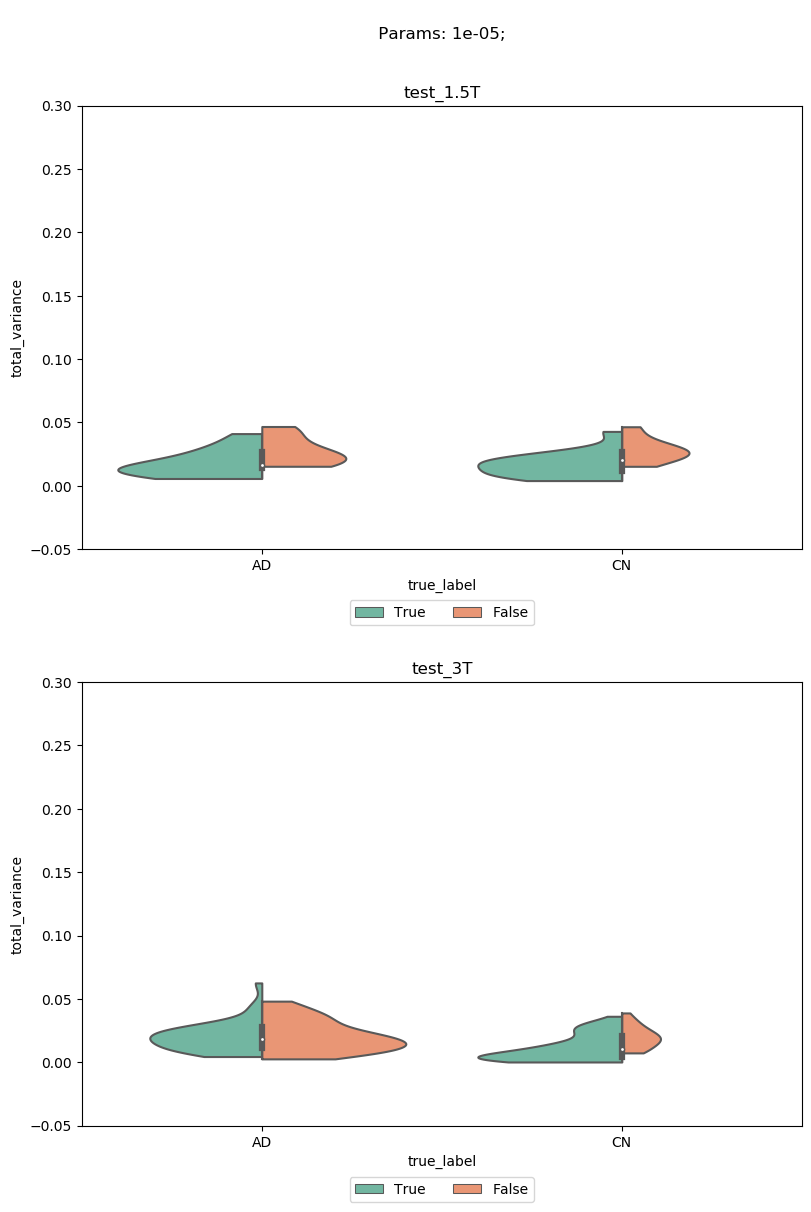 Params: 1e-05;
test_1.5T
0.30
0.25
0.20
0.15
0.10
0.05
0.00
−0.05
total_variance
AD CN
true_label
True False
test_3T
0.30
0.25
0.20
0.15
0.10
0.05
0.00
−0.05
total_variance
AD CN
true_label
True False